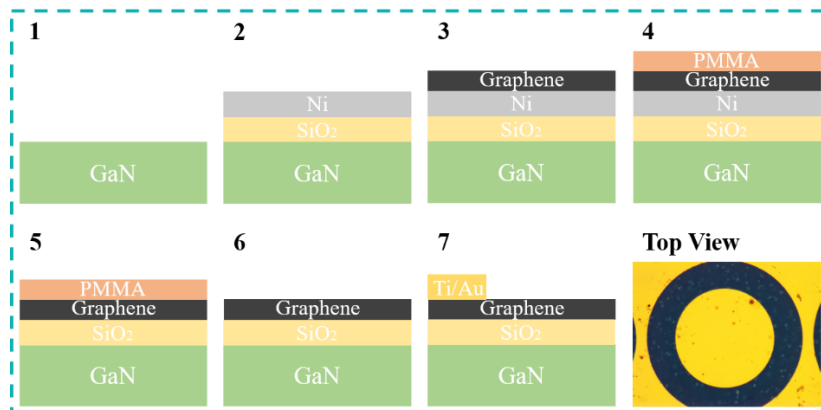 1
GaN
2
Ni
SiO₂
GaN
3
Graphene
Ni
SiO₂
GaN
4
PMMA
Graphene
Ni
SiO₂
GaN
5
PMMA
Graphene
SiO₂
GaN
6
Graphene
SiO₂
GaN
7
Ti/Au
Graphene
SiO₂
GaN
Top View